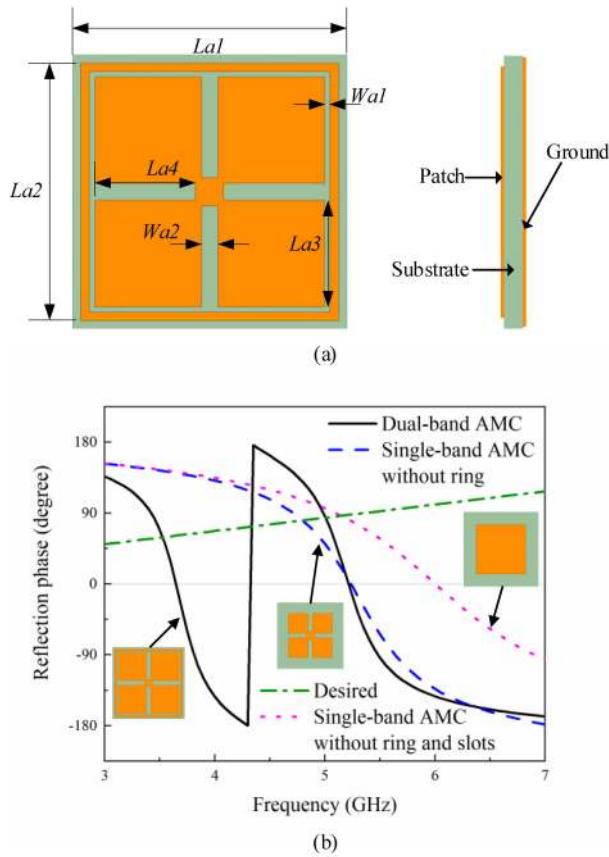 La1
Wa1
La4
La2
Wa2
La3
Patch
Ground
Substrate
(a)
Dual-band AMC
Single-band AMC
without ring
Desired
Single-band AMC
without ring and slots
180
90
0
-90
-180
Reflection phase (degree)
3
4
5
6
7
Frequency (GHz)
(b)